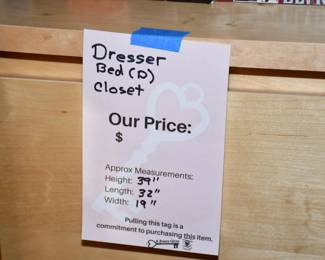 Dresser
Bed (D)
Closet
Our Price:
$
Approx Measurements:
Height: 39"
Length: 32"
Width: 19"
Pulling this tag is a
commitment to purchasing this item.